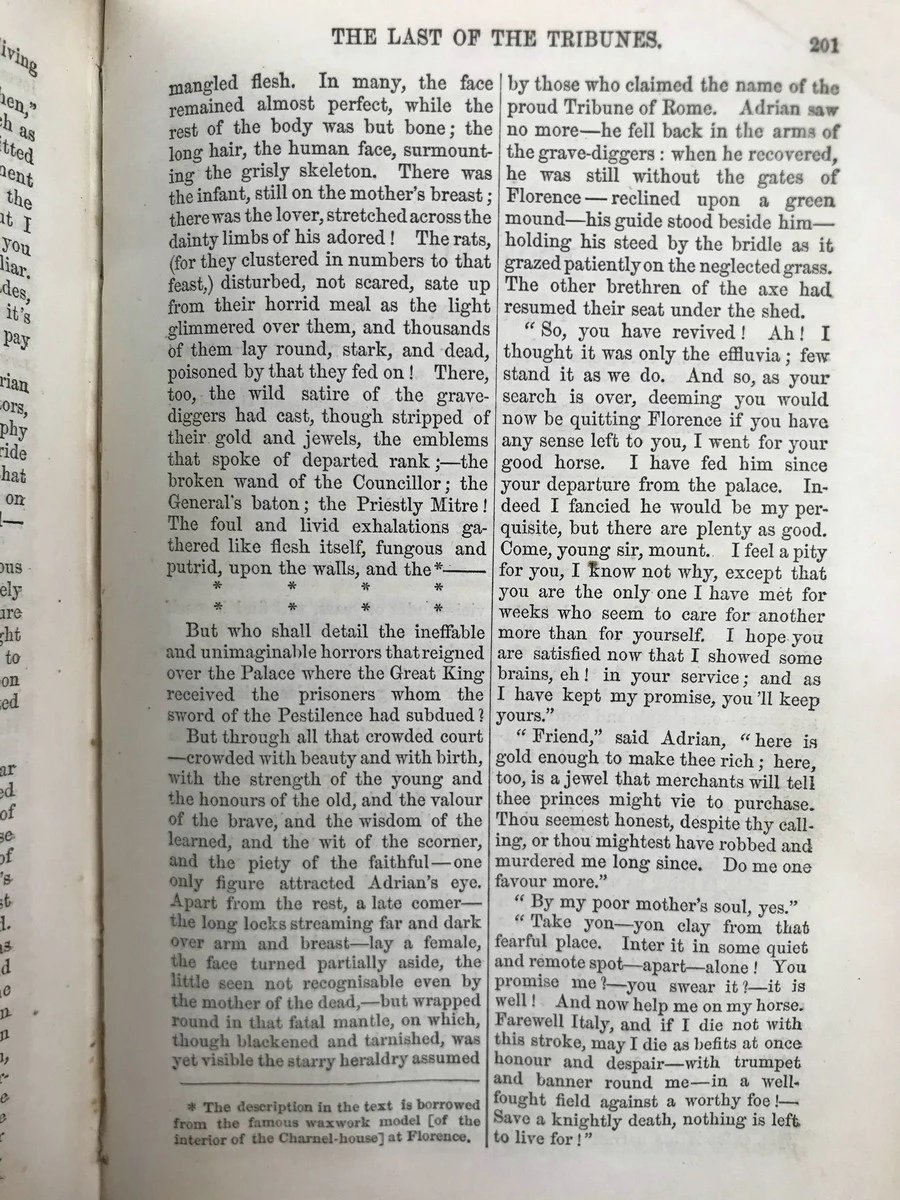 iving
hen,"
ch as
itted
ment
the
ut I
you
liar.
des,
it's
pay
rian
tors,
phy
ride
that
on
l—
ous
ely
ure
ght
to
on
ted
ar
ed
of
se
of
's
st
d.
as
d
e
n
n
THE LAST OF THE TRIBUNES.
201
mangled flesh. In many, the face
remained almost perfect, while the
rest of the body was but bone; the
long hair, the human face, surmount-
ing the grisly skeleton. There was
the infant, still on the mother's breast;
there was the lover, stretched across the
dainty limbs of his adored! The rats,
(for they clustered in numbers to that
feast,) disturbed, not scared, sate up
from their horrid meal as the light
glimmered over them, and thousands
of them lay round, stark, and dead,
poisoned by that they fed on! There,
too, the wild satire of the grave-
diggers had cast, though stripped of
their gold and jewels, the emblems
that spoke of departed rank;—the
broken wand of the Councillor; the
General's baton; the Priestly Mitre!
The foul and livid exhalations ga-
thered like flesh itself, fungous and
putrid, upon the walls, and the*——
* * * *
* * * *
But who shall detail the ineffable
and unimaginable horrors that reigned
over the Palace where the Great King
received the prisoners whom the
sword of the Pestilence had subdued?
But through all that crowded court
—crowded with beauty and with birth,
with the strength of the young and
the honours of the old, and the valour
of the brave, and the wisdom of the
learned, and the wit of the scorner,
and the piety of the faithful—one
only figure attracted Adrian's eye.
Apart from the rest, a late comer—
the long locks streaming far and dark
over arm and breast—lay a female,
the face turned partially aside, the
little seen not recognisable even by
the mother of the dead,—but wrapped
round in that fatal mantle, on which,
though blackened and tarnished, was
yet visible the starry heraldry assumed
* The description in the text is borrowed
from the famous waxwork model [of the
interior of the Charnel-house] at Florence.
by those who claimed the name of the
proud Tribune of Rome. Adrian saw
no more—he fell back in the arms of
the grave-diggers: when he recovered,
he was still without the gates of
Florence—reclined upon a green
mound—his guide stood beside him—
holding his steed by the bridle as it
grazed patiently on the neglected grass.
The other brethren of the axe had
resumed their seat under the shed.
"So, you have revived! Ah! I
thought it was only the effluvia; few
stand it as we do. And so, as your
search is over, deeming you would
now be quitting Florence if you have
any sense left to you, I went for your
good horse. I have fed him since
your departure from the palace. In-
deed I fancied he would be my per-
quisite, but there are plenty as good.
Come, young sir, mount. I feel a pity
for you, I know not why, except that
you are the only one I have met for
weeks who seem to care for another
more than for yourself. I hope you
are satisfied now that I showed some
brains, eh! in your service; and as
I have kept my promise, you'll keep
yours."
"Friend," said Adrian, "here is
gold enough to make thee rich; here,
too, is a jewel that merchants will tell
thee princes might vie to purchase.
Thou seemest honest, despite thy call-
ing, or thou mightest have robbed and
murdered me long since. Do me one
favour more."
"By my poor mother's soul, yes."
"Take yon—yon clay from that
fearful place. Inter it in some quiet
and remote spot—apart—alone! You
promise me?—you swear it?—it is
well! And now help me on my horse.
Farewell Italy, and if I die not with
this stroke, may I die as befits at once
honour and despair—with trumpet
and banner round me—in a well-
fought field against a worthy foe!—
Save a knightly death, nothing is left
to live for!"